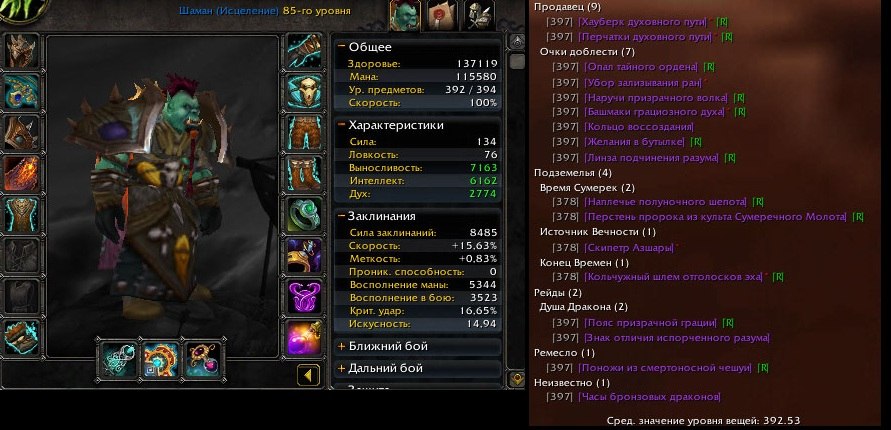 Шаман (Исцеление) 85-го уровня
− Общее
Здоровье: 137119
Мана: 115580
Ур. предметов: 392 / 394
Скорость: 100%
− Характеристики
Сила: 134
Ловкость: 76
Выносливость: 7163
Интеллект: 6162
Дух: 2774
− Заклинания
Сила заклинаний: 8485
Скорость: +15,63%
Меткость: +0,83%
Проник. способность: 0
Восполнение маны: 5344
Восполнение в бою: 3523
Крит. удар: 16,65%
Искусность: 14,94
+ Ближний бой
+ Дальний бой
Продавец (9)
[397] [Хауберк духовного пути] [R]
[397] [Перчатки духовного пути] [R]
Очки доблести (7)
[397] [Опал тайного ордена] [R]
[397] [Убор зализывания ран]
[397] [Наручи призрачного волка] [R]
[397] [Башмаки грациозного духа] [R]
[397] [Кольцо воссоздания]
[397] [Желания в бутылке] [R]
[397] [Линза подчинения разума] [R]
Подземелья (4)
Время Сумерек (2)
[378] [Наплечье полуночного шепота] [R]
[378] [Перстень пророка из культа Сумеречного Молота] [R]
Источник Вечности (1)
[378] [Скипетр Азшары]
Конец Времен (1)
[378] [Кольчужный шлем отголосков эха] [R]
Рейды (2)
Душа Дракона (2)
[397] [Пояс призрачной грации] [R]
[397] [Знак отличия испорченного разума]
Ремесло (1)
[397] [Поножи из смертоносной чешуи] [R]
Неизвестно (1)
[397] [Часы бронзовых драконов]
Сред. значение уровня вещей: 392.53